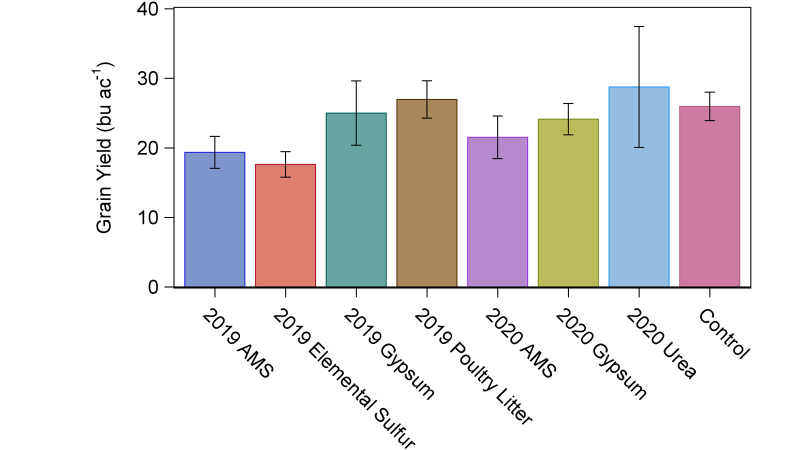 Grain Yield (bu ac-1)
40
30
20
10
0
2019 AMS
2019 Elemental Sulfur
2019 Gypsum
2019 Poultry Litter
2020 AMS
2020 Gypsum
2020 Urea
Control